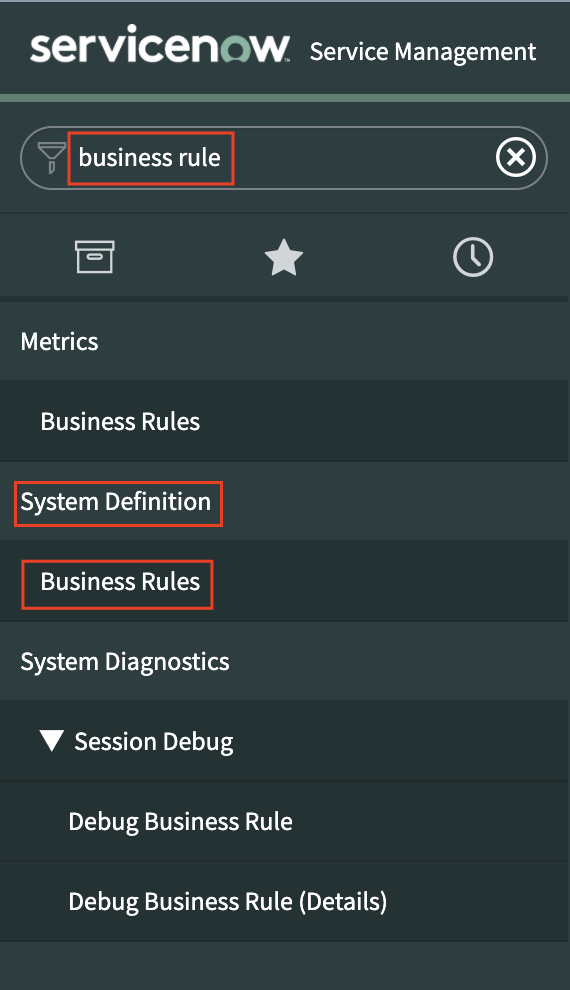 servicenow™ Service Management
business rule
Metrics
Business Rules
System Definition
Business Rules
System Diagnostics
Session Debug
Debug Business Rule
Debug Business Rule (Details)